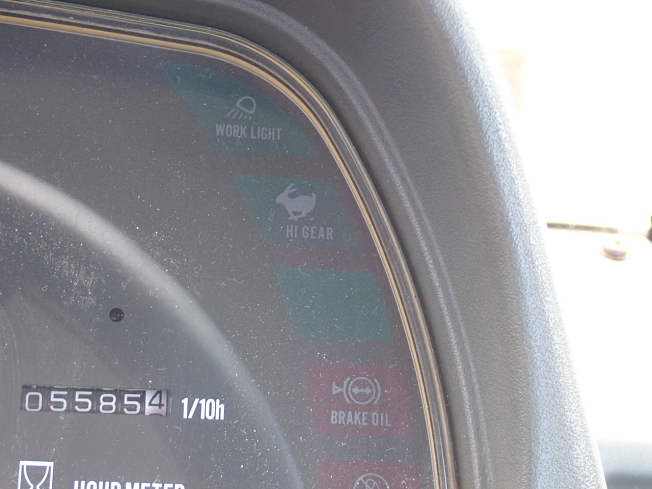 WORK LIGHT
HI GEAR
BRAKE OIL
055854 1/10h
HOUR METER